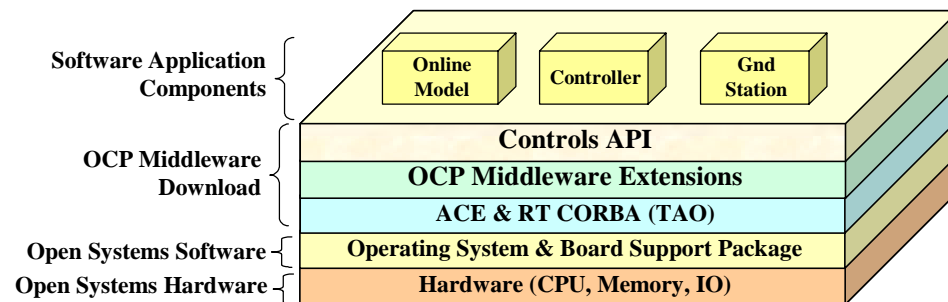 Software Application
Components
Online
Model
Controller
Gnd
Station
OCP Middleware
Download
Controls API
OCP Middleware Extensions
ACE & RT CORBA (TAO)
Open Systems Software
Operating System & Board Support Package
Open Systems Hardware
Hardware (CPU, Memory, IO)